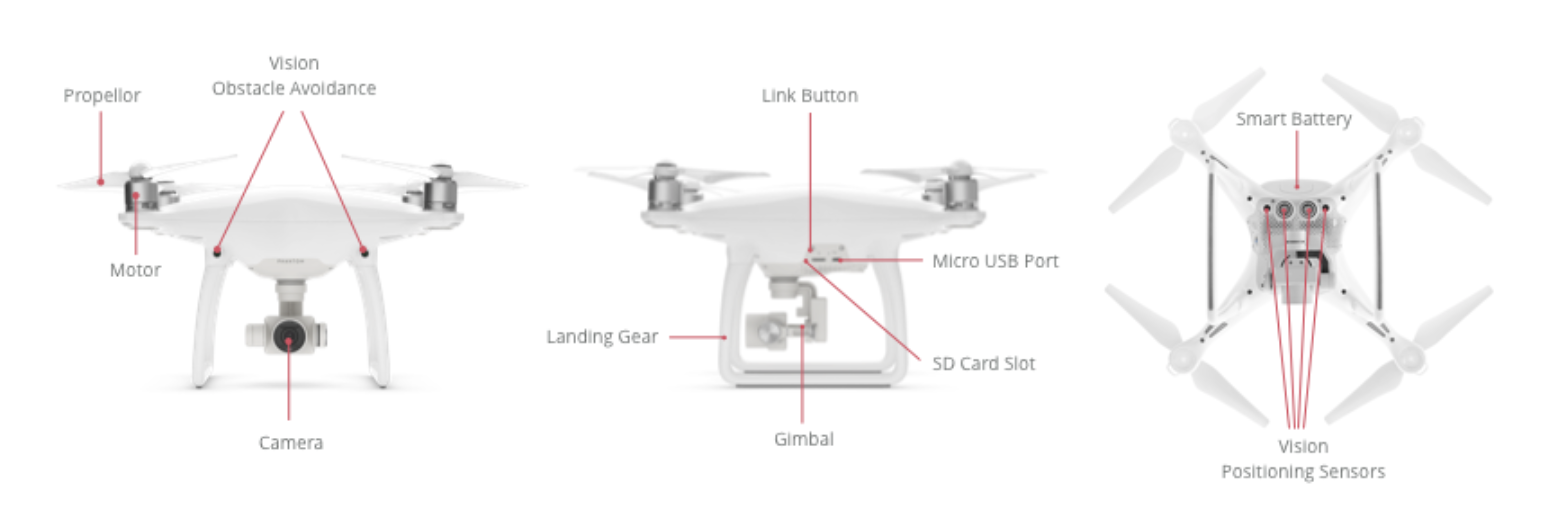 Vision
Obstacle Avoidance
Propellor
Motor
Camera
Link Button
Micro USB Port
Landing Gear
SD Card Slot
Gimbal
Smart Battery
Vision
Positioning Sensors